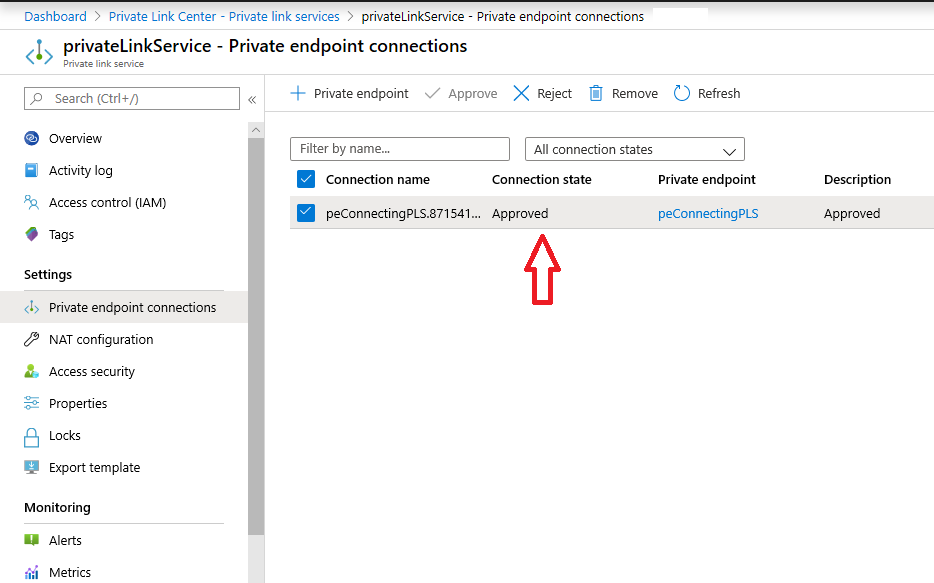 Dashboard > Private Link Center - Private link services > privateLinkService - Private endpoint connections
privateLinkService - Private endpoint connections
Private link service
Search (Ctrl+/)
«
Overview
Activity log
Access control (IAM)
Tags
Settings
Private endpoint connections
NAT configuration
Access security
Properties
Locks
Export template
Monitoring
Alerts
Metrics
Private endpoint Approve Reject Remove Refresh
Filter by name... All connection states
Connection name Connection state Private endpoint Description
peConnectingPLS.871541... Approved peConnectingPLS Approved